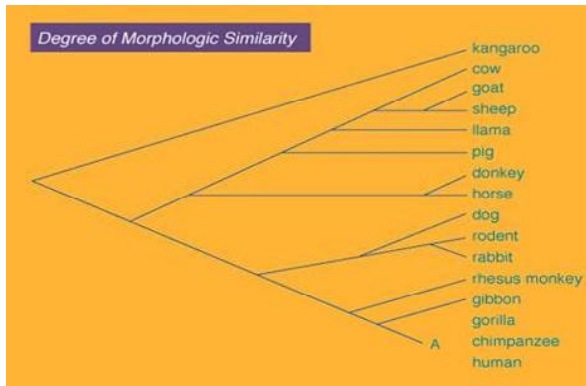 Degree of Morphologic Similarity
kangaroo
cow
goat
sheep
llama
pig
donkey
horse
dog
rodent
rabbit
rhesus monkey
gibbon
gorilla
A
chimpanzee
human